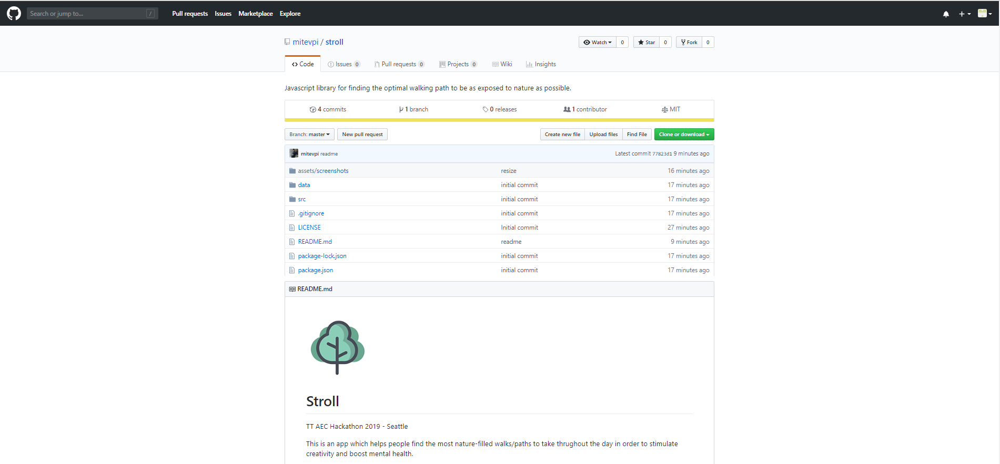 Search or jump to... /
Pull requests Issues Marketplace Explore
mitevpi / stroll
Watch 0 Star 0 Fork 0
Code Issues 0 Pull requests 0 Projects 0 Wiki Insights
Javascript library for finding the optimal walking path to be as exposed to nature as possible.
4 commits 1 branch 0 releases 1 contributor MIT
Branch: master New pull request Create new file Upload files Find File Clone or download
mitevpi readme Latest commit 77823d1 9 minutes ago
assets/screenshots resize 16 minutes ago
data initial commit 17 minutes ago
src initial commit 17 minutes ago
.gitignore initial commit 17 minutes ago
LICENSE Initial commit 27 minutes ago
README.md readme 9 minutes ago
package-lock.json initial commit 17 minutes ago
package.json initial commit 17 minutes ago
README.md
Stroll
TT AEC Hackathon 2019 - Seattle
This is an app which helps people find the most nature-filled walks/paths to take thrughout the day in order to stimulate
creativity and boost mental health.